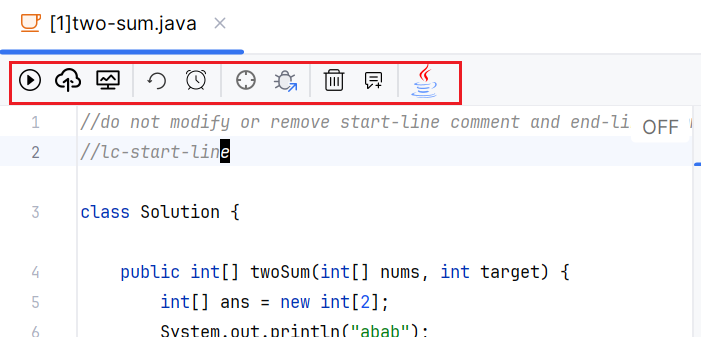 [1]two-sum.java
1 //do not modify or remove start-line comment and end-li OFF
2 //lc-start-line
3 class Solution {
4 public int[] twoSum(int[] nums, int target) {
5 int[] ans = new int[2];
6 System.out.println("abab");